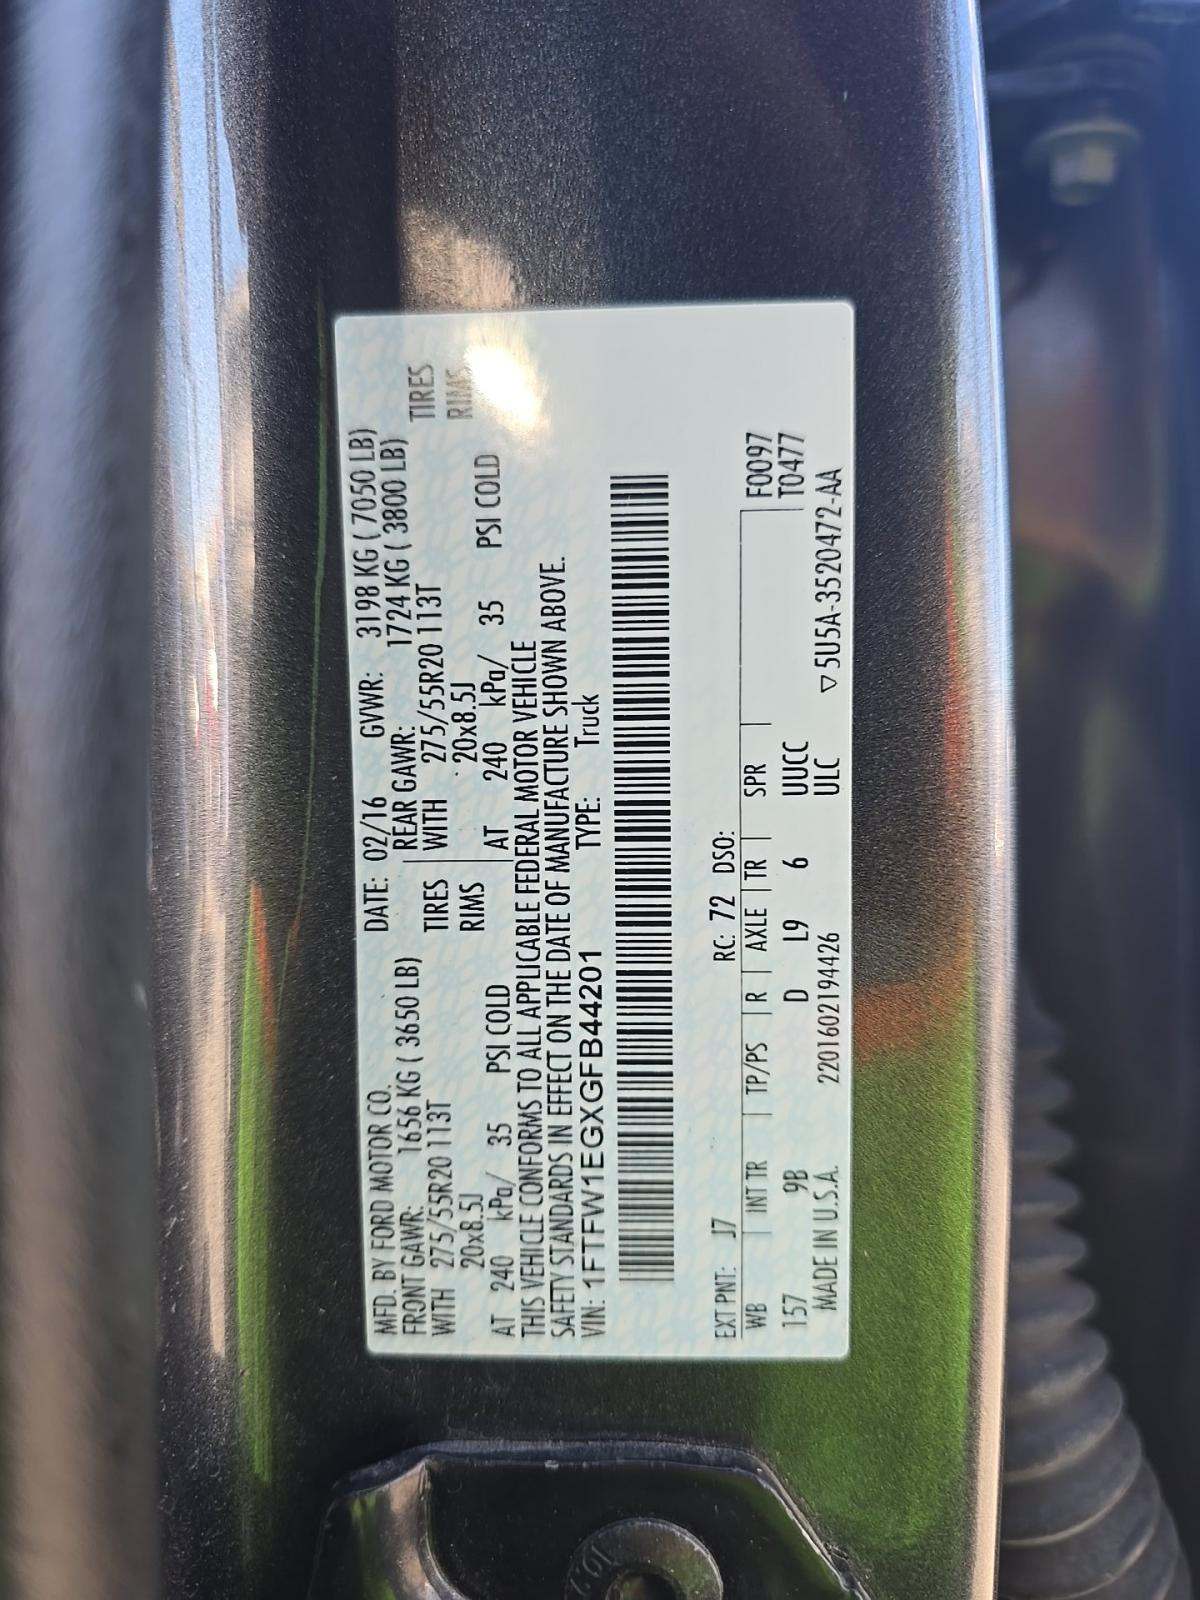 MFD. BY FORD MOTOR CO. DATE: 02/16 GVWR: 3198 KG ( 7050 LB)
FRONT GAWR: 1656 KG ( 3650 LB) REAR GAWR: 1724 KG ( 3800 LB)
WITH 275/55R20 113T TIRES WITH 275/55R20 113T TIRES
20x8.5J RIMS 20x8.5J RIMS
AT 240 kPa/ 35 PSI COLD AT 240 kPa/ 35 PSI COLD
THIS VEHICLE CONFORMS TO ALL APPLICABLE FEDERAL MOTOR VEHICLE
SAFETY STANDARDS IN EFFECT ON THE DATE OF MANUFACTURE SHOWN ABOVE.
VIN: 1FTFW1EGXGFB44201 TYPE: Truck
EXT PNT: J7 RC: 72 DSO:
WB INT TR TP/PS R AXLE TR SPR F0097
157 9B D L9 6 UUCC T0477
MADE IN U.S.A. 2201602194426 ULC ▽ 5U5A-3520472-AA